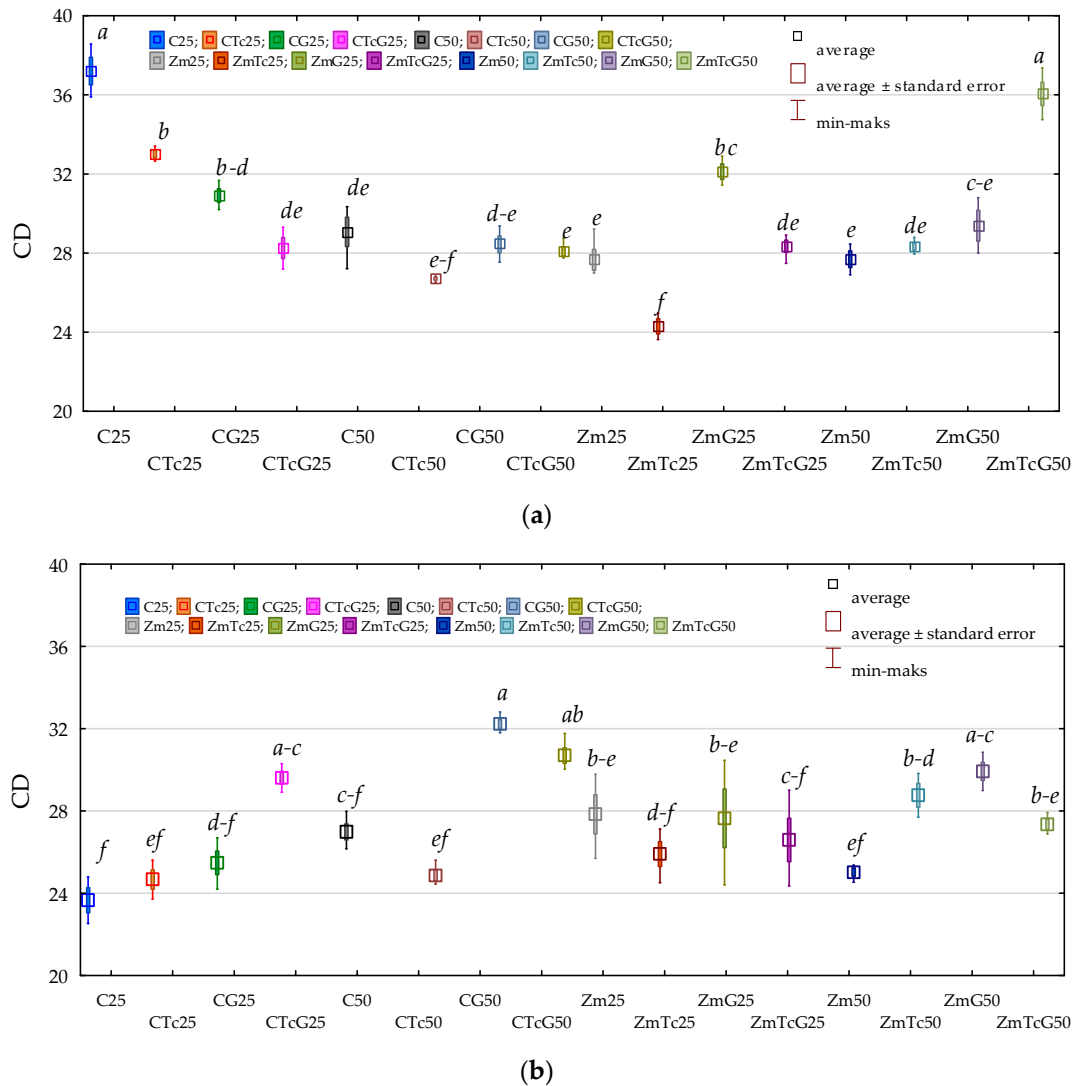 40
36
32
28
24
20
CD
C25; CTc25; CG25; CTcG25; C50; CTc50; CG50; CTcG50;
Zm25; ZmTc25; ZmG25; ZmTcG25; Zm50; ZmTc50; ZmG50; ZmTcG50
average
average ± standard error
min-maks
a
b
b-d
de
de
e-f
d-e
e
e
f
bc
de
e
de
c-e
a
C25 CG25 C50 CG50 Zm25 ZmG25 Zm50 ZmG50
CTc25 CTcG25 CTc50 CTcG50 ZmTc25 ZmTcG25 ZmTc50 ZmTcG50
(a)
40
36
32
28
24
20
CD
C25; CTc25; CG25; CTcG25; C50; CTc50; CG50; CTcG50;
Zm25; ZmTc25; ZmG25; ZmTcG25; Zm50; ZmTc50; ZmG50; ZmTcG50
average
average ± standard error
min-maks
f
ef
d-f
a-c
c-f
ef
a
ab
b-e
d-f
b-e
c-f
ef
b-d
a-c
b-e
C25 CG25 C50 CG50 Zm25 ZmG25 Zm50 ZmG50
CTc25 CTcG25 CTc50 CTcG50 ZmTc25 ZmTcG25 ZmTc50 ZmTcG50
(b)